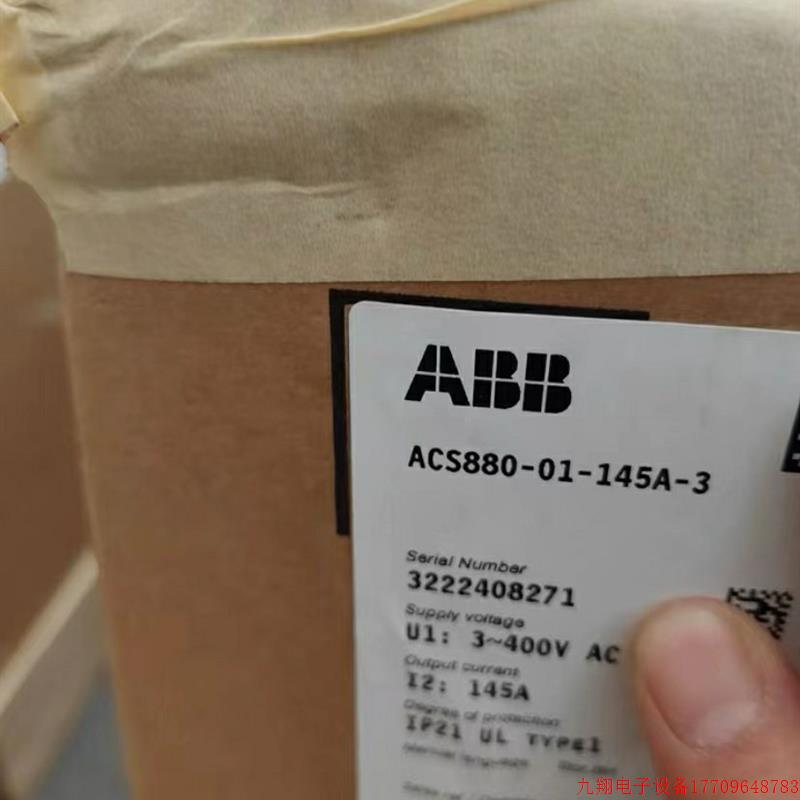 ABB
ACS880-01-145A-3
Serial Number
3222408271
Supply voltage
U1: 3~400V AC
Output current
I2: 145A
Degree of protection
IP21 UL TYPE1
九翔电子设备17709648783